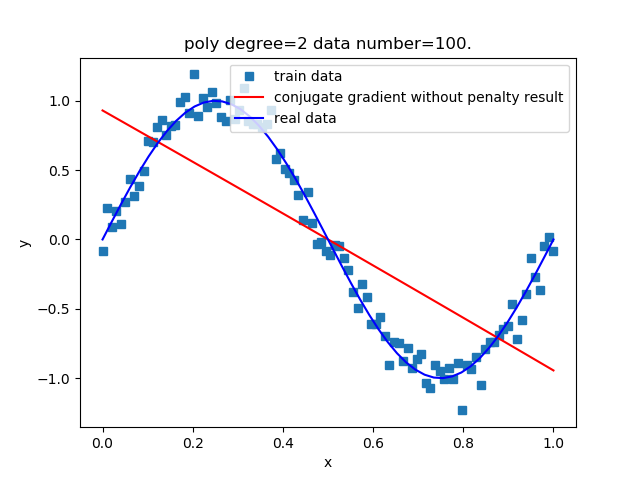 poly degree=2 data number=100.
train data
conjugate gradient without penalty result
real data
1.0
0.5
0.0
−0.5
−1.0
y
0.0
0.2
0.4
0.6
0.8
1.0
x